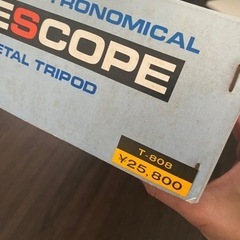 TRONOMICAL
ESCOPE
ETAL TRIPOD
T-808
¥25,800